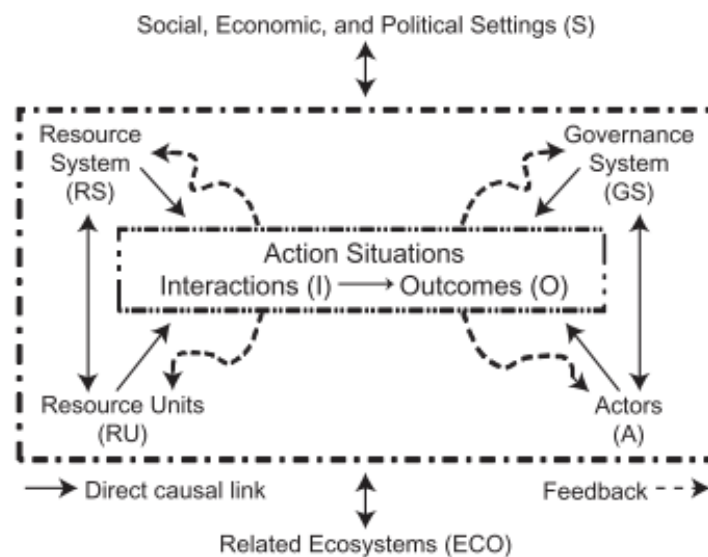 Social, Economic, and Political Settings (S)
Resource
System
(RS)
Governance
System
(GS)
Action Situations
Interactions (I) Outcomes (O)
Resource Units
(RU)
Actors
(A)
Direct causal link
Feedback
Related Ecosystems (ECO)